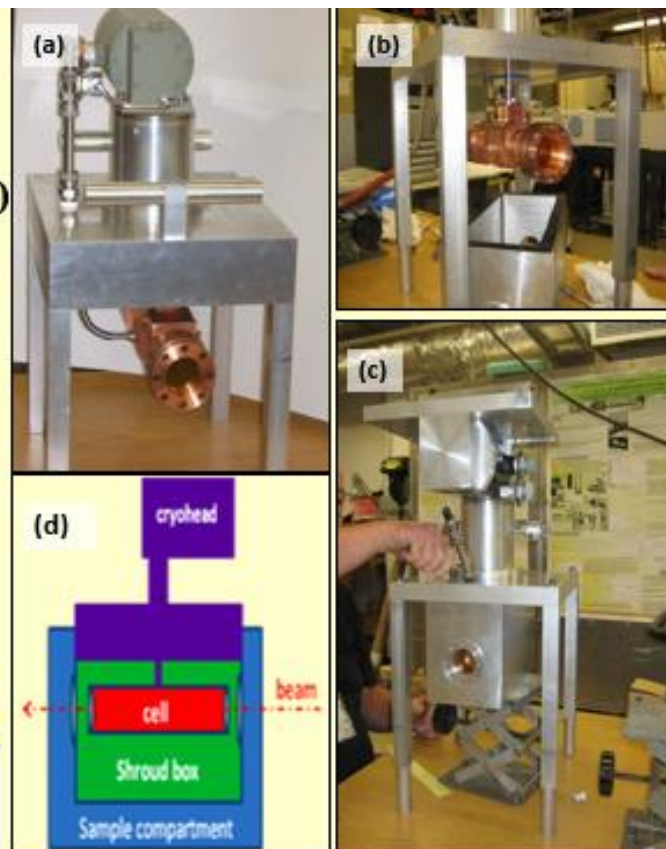 (a)
(b)
)
(c)
(d)
cryohead
beam
cell
Shroud box
Sample compartment